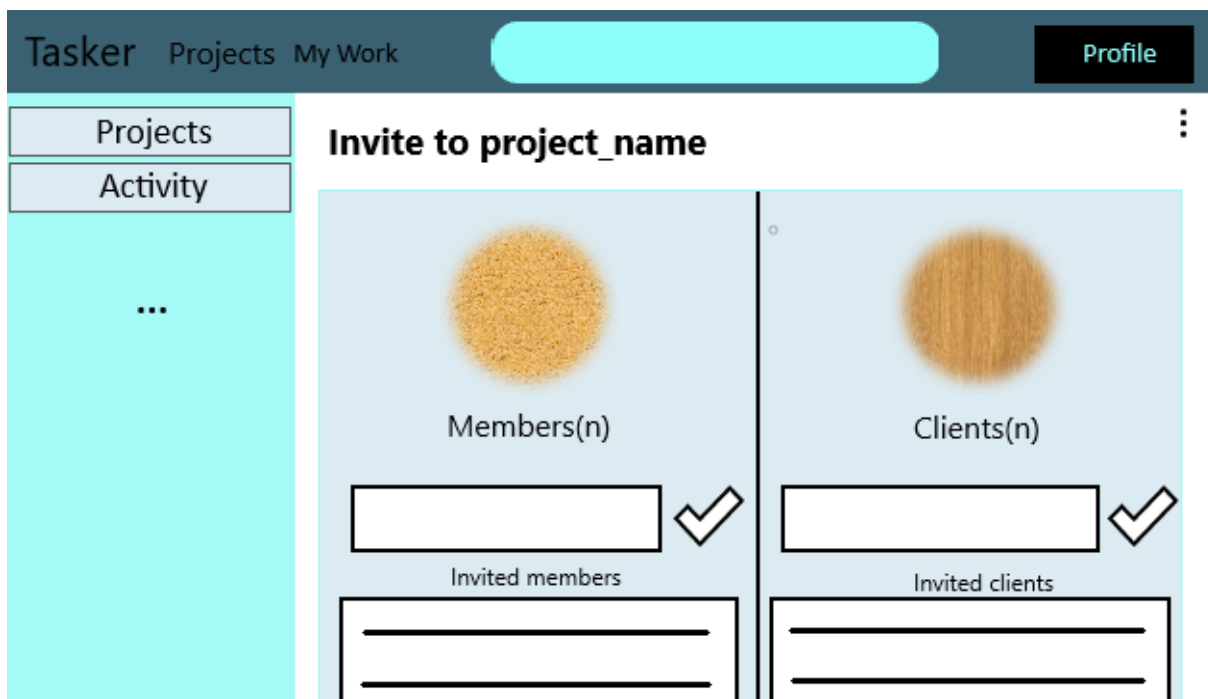 Tasker Projects My Work Profile
Projects
Activity
...
Invite to project_name
Members(n)
Clients(n)
Invited members
Invited clients